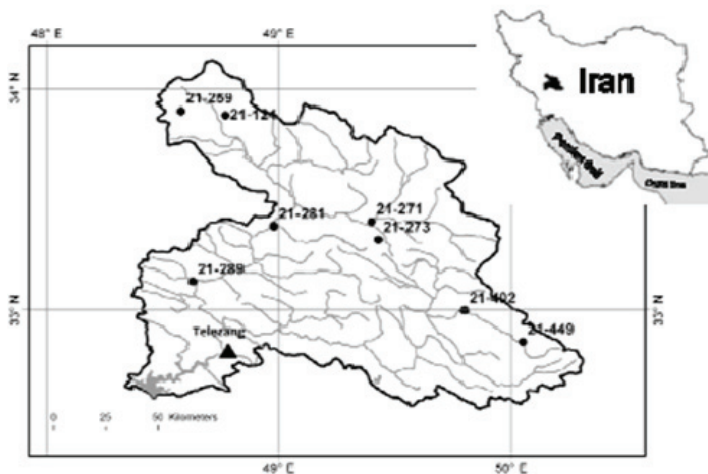 48° E
49° E
34° N
Iran
Persian Gulf
21-259
21-121
21-281
21-271
21-273
21-289
21-402
21-449
33° N
33° N
Telezang
0 25 50 Kilometers
49° E
50° E